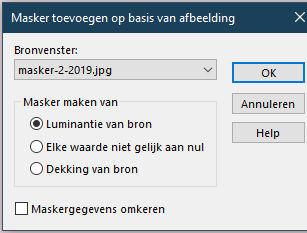 Masker toevoegen op basis van afbeelding
Bronvenster:
masker-2-2019.jpg
OK
Annuleren
Help
Masker maken van
Luminantie van bron
Elke waarde niet gelijk aan nul
Dekking van bron
Maskergegevens omkeren